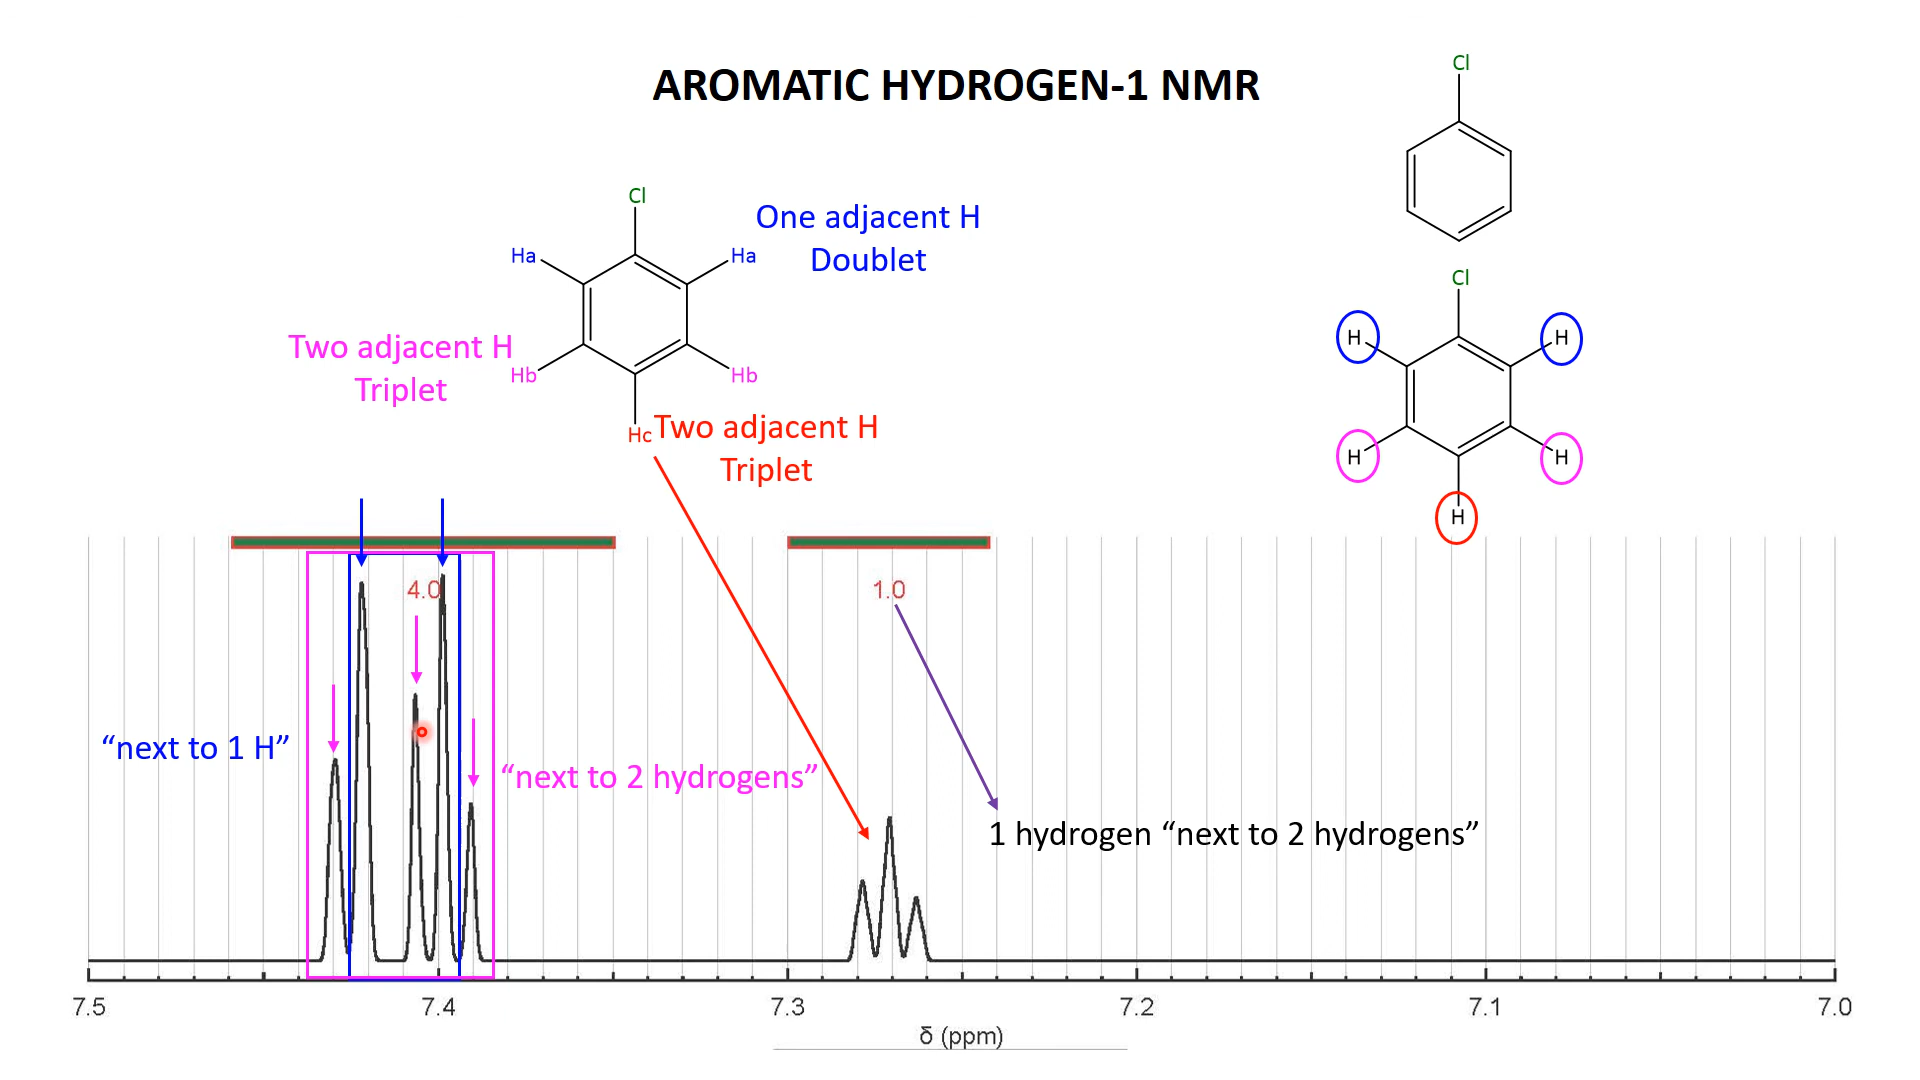 AROMATIC HYDROGEN-1 NMR
Cl
Cl
Ha
Ha
One adjacent H
Doublet
Two adjacent H
Triplet
Hb
Hb
Hc
Two adjacent H
Triplet
Cl
H
H
H
H
H
4.0
1.0
“next to 1 H”
“next to 2 hydrogens”
1 hydrogen “next to 2 hydrogens”
7.5 7.4 7.3 7.2 7.1 7.0
δ (ppm)